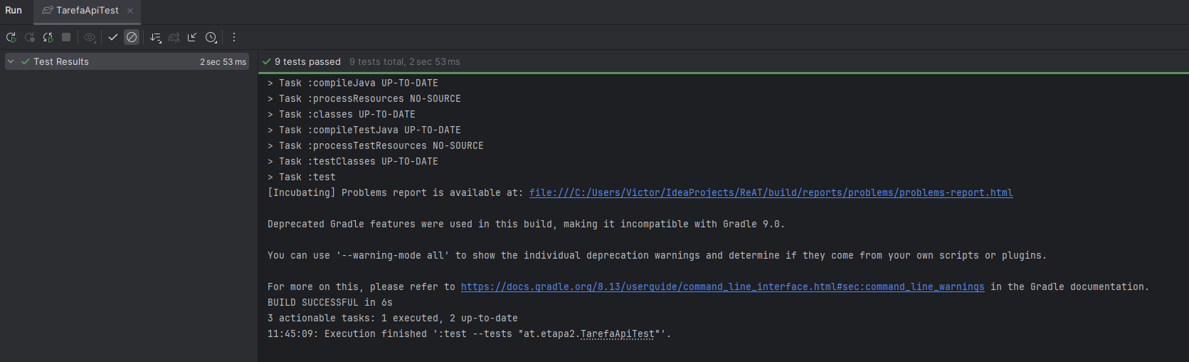 Run TarefaApiTest
Test Results 2 sec 53 ms
9 tests passed 9 tests total, 2 sec 53 ms
> Task :compileJava UP-TO-DATE
> Task :processResources NO-SOURCE
> Task :classes UP-TO-DATE
> Task :compileTestJava UP-TO-DATE
> Task :processTestResources NO-SOURCE
> Task :testClasses UP-TO-DATE
> Task :test
[Incubating] Problems report is available at: file:///C:/Users/Victor/IdeaProjects/ReAT/build/reports/problems/problems-report.html
Deprecated Gradle features were used in this build, making it incompatible with Gradle 9.0.
You can use '--warning-mode all' to show the individual deprecation warnings and determine if they come from your own scripts or plugins.
For more on this, please refer to https://docs.gradle.org/8.13/userguide/command_line_interface.html#sec:command_line_warnings in the Gradle documentation.
BUILD SUCCESSFUL in 6s
3 actionable tasks: 1 executed, 2 up-to-date
11:45:09: Execution finished ':test --tests "at.etapa2.TarefaApiTest"'.